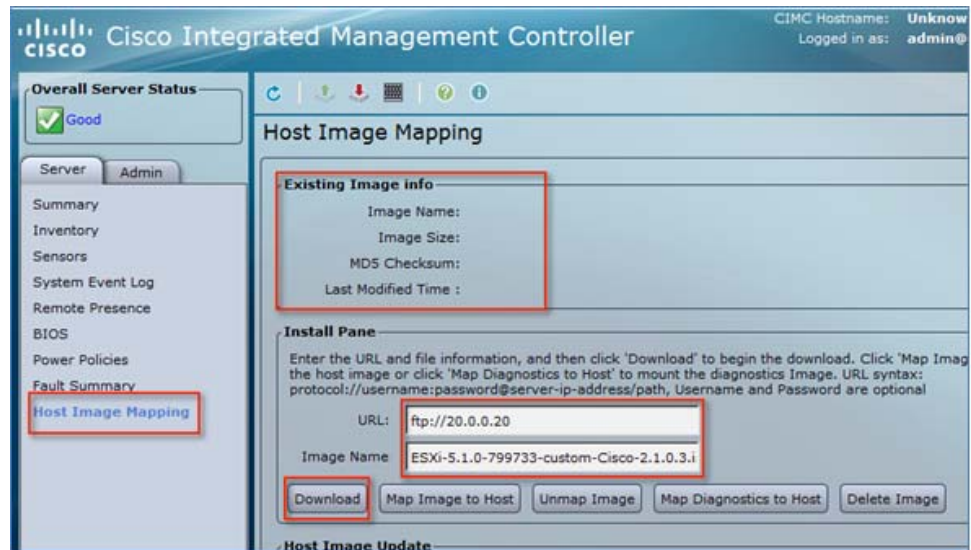 CISCO Cisco Integrated Management Controller
CIMC Hostname: Unknow
Logged in as: admin@
Overall Server Status
Good
Server Admin
Summary
Inventory
Sensors
System Event Log
Remote Presence
BIOS
Power Policies
Fault Summary
Host Image Mapping
Host Image Mapping
Existing Image info
Image Name:
Image Size:
MD5 Checksum:
Last Modified Time :
Install Pane
Enter the URL and file information, and then click 'Download' to begin the download. Click 'Map Imag
the host image or click 'Map Diagnostics to Host' to mount the diagnostics Image. URL syntax:
protocol://username:password@server-ip-address/path, Username and Password are optional
URL: ftp://20.0.0.20
Image Name ESXi-5.1.0-799733-custom-Cisco-2.1.0.3.i
Download Map Image to Host Unmap Image Map Diagnostics to Host Delete Image
Host Image Update